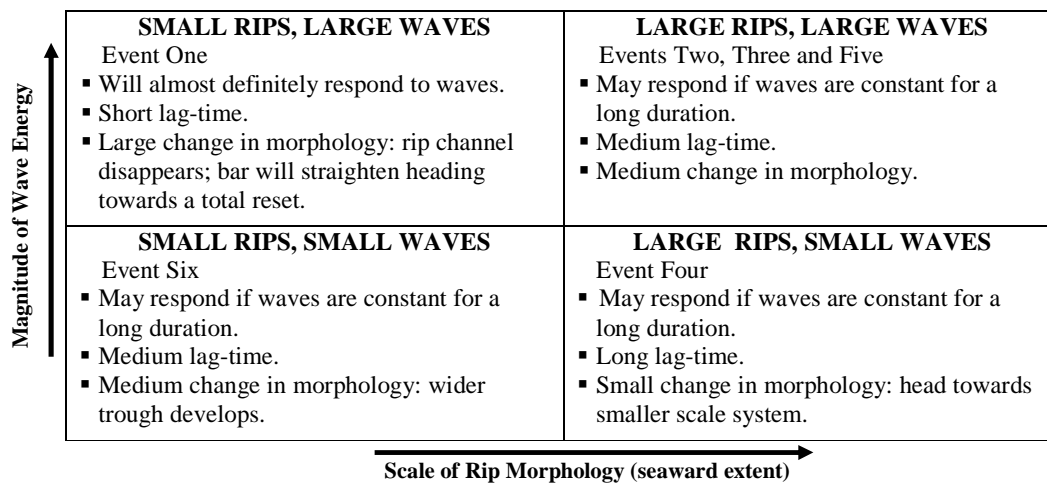 Magnitude of Wave Energy
SMALL RIPS, LARGE WAVES
Event One
▪ Will almost definitely respond to waves.
▪ Short lag-time.
▪ Large change in morphology: rip channel
disappears; bar will straighten heading
towards a total reset.
LARGE RIPS, LARGE WAVES
Events Two, Three and Five
▪ May respond if waves are constant for a
long duration.
▪ Medium lag-time.
▪ Medium change in morphology.
SMALL RIPS, SMALL WAVES
Event Six
▪ May respond if waves are constant for a
long duration.
▪ Medium lag-time.
▪ Medium change in morphology: wider
trough develops.
LARGE RIPS, SMALL WAVES
Event Four
▪ May respond if waves are constant for a
long duration.
▪ Long lag-time.
▪ Small change in morphology: head towards
smaller scale system.
Scale of Rip Morphology (seaward extent)